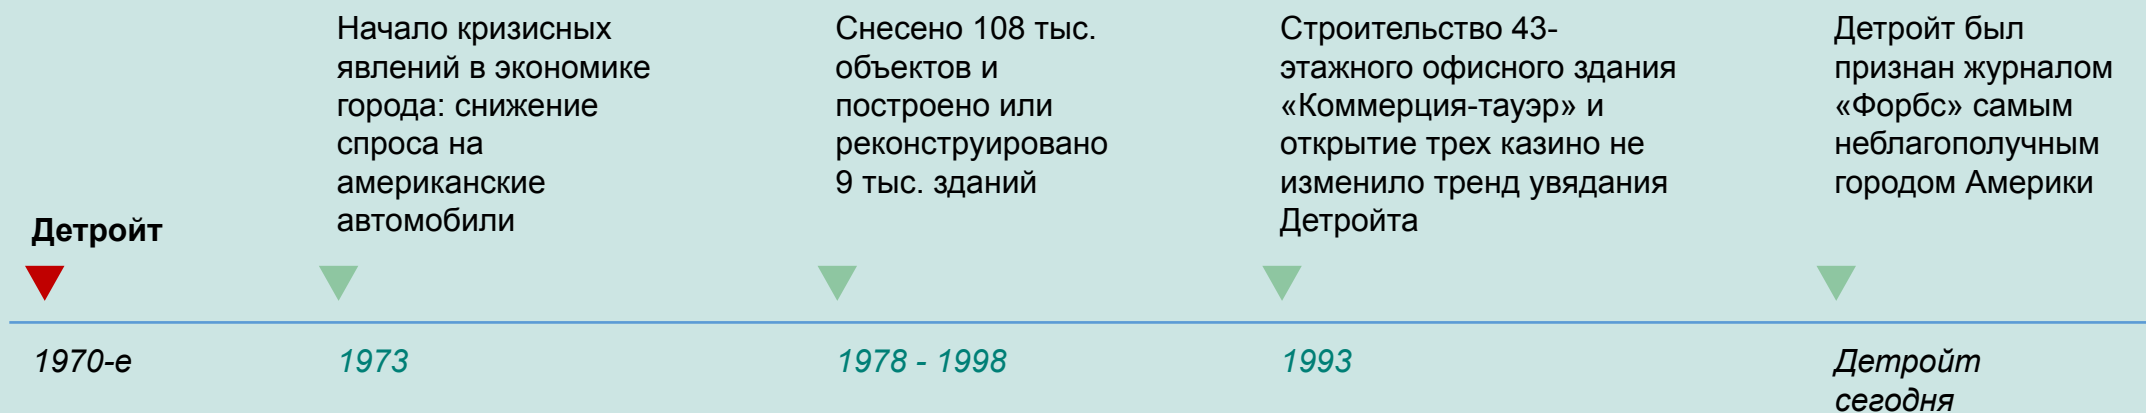 Детройт
1970-е
Начало кризисных
явлений в экономике
города: снижение
спроса на
американские
автомобили
1973
Снесено 108 тыс.
объектов и
построено или
реконструировано
9 тыс. зданий
1978 - 1998
Строительство 43-
этажного офисного здания
«Коммерция-тауэр» и
открытие трех казино не
изменило тренд увядания
Детройта
1993
Детройт был
признан журналом
«Форбс» самым
неблагополучным
городом Америки
Детройт
сегодня